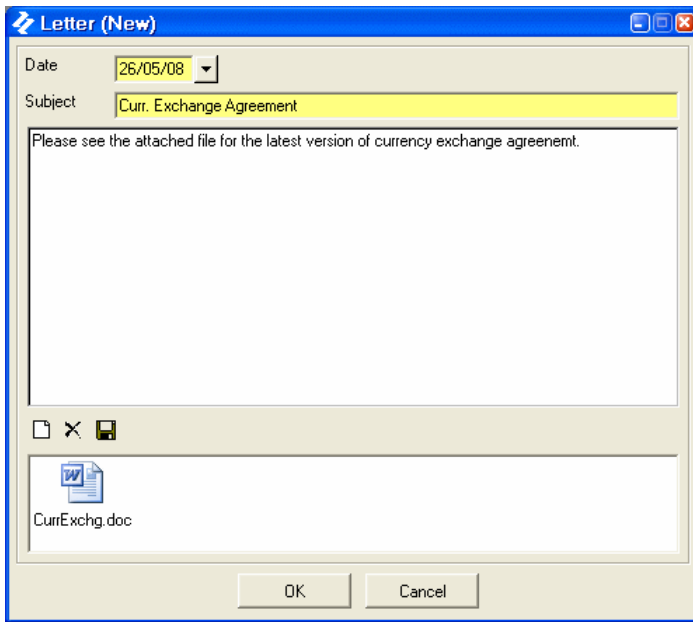 Letter (New)
Date 26/05/08
Subject Curr. Exchange Agreement
Please see the attached file for the latest version of currency exchange agreenemt.
CurrExchg.doc
OK Cancel